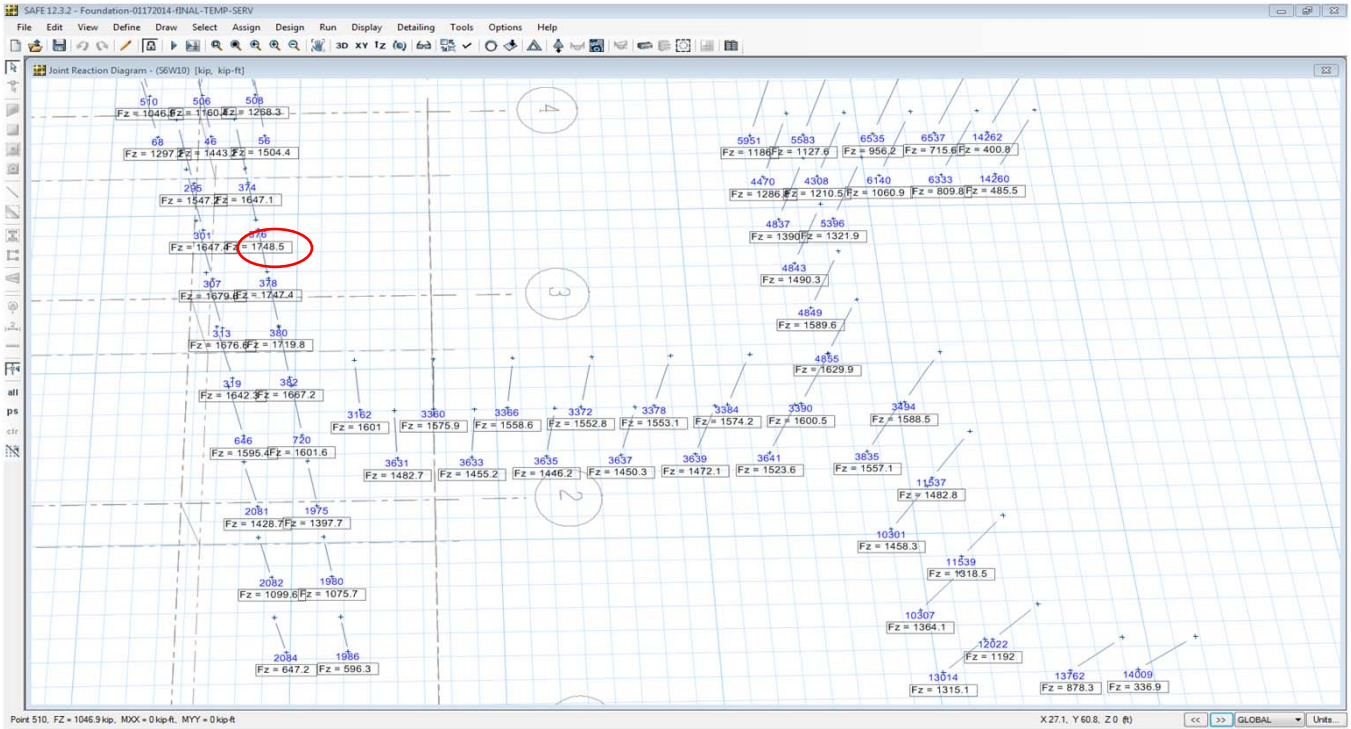 SAFE 12.3.2 - Foundation-01172014-fINAL-TEMP-SERV
File Edit View Define Draw Select Assign Design Run Display Detailing Tools Options Help
3D XY
Joint Reaction Diagram - (S6W10) [kip, kip-ft]
all
ps
clr
510 506 508
Fz = 1046.9 Fz = 1160.4 Fz = 1268.3
4
68 46 56
Fz = 1297.2 Fz = 1443.2 Fz = 1504.4
5951 5583 6535 6537 14262
Fz = 1186 Fz = 1127.6 Fz = 956.2 Fz = 715.6 Fz = 400.8
295 374
Fz = 1547.2 Fz = 1647.1
4470 4308 6140 6333 14260
Fz = 1286.8 Fz = 1210.5 Fz = 1060.9 Fz = 809.8 Fz = 485.5
301 376
Fz = 1647.4 Fz = 1748.5
4837 5396
Fz = 1390 Fz = 1321.9
307 378
Fz = 1679.6 Fz = 1747.4
3
4843
Fz = 1490.3
313 380
Fz = 1676.6 Fz = 1719.8
4849
Fz = 1589.6
319 382
Fz = 1642.3 Fz = 1667.2
4855
Fz = 1629.9
3162 3360 3366 3372 3378 3384 3390 3494
Fz = 1601 Fz = 1575.9 Fz = 1558.6 Fz = 1552.8 Fz = 1553.1 Fz = 1574.2 Fz = 1600.5 Fz = 1588.5
646 720
Fz = 1595.4 Fz = 1601.6
3631 3633 3635 3637 3639 3641 3835
Fz = 1482.7 Fz = 1455.2 Fz = 1446.2 Fz = 1450.3 Fz = 1472.1 Fz = 1523.6 Fz = 1557.1
2
11537
Fz = 1482.8
2081 1975
Fz = 1428.7 Fz = 1397.7
10301
Fz = 1458.3
11539
Fz = 1318.5
2082 1980
Fz = 1099.6 Fz = 1075.7
10307
Fz = 1364.1
12022
Fz = 1192
2084 1986
Fz = 647.2 Fz = 596.3
13014 13762 14009
Fz = 1315.1 Fz = 878.3 Fz = 336.9
Point 510, FZ = 1046.9 kip, MXX = 0 kip-ft, MYY = 0 kip-ft X 27.1, Y 60.8, Z 0 (ft) << >> GLOBAL Units...